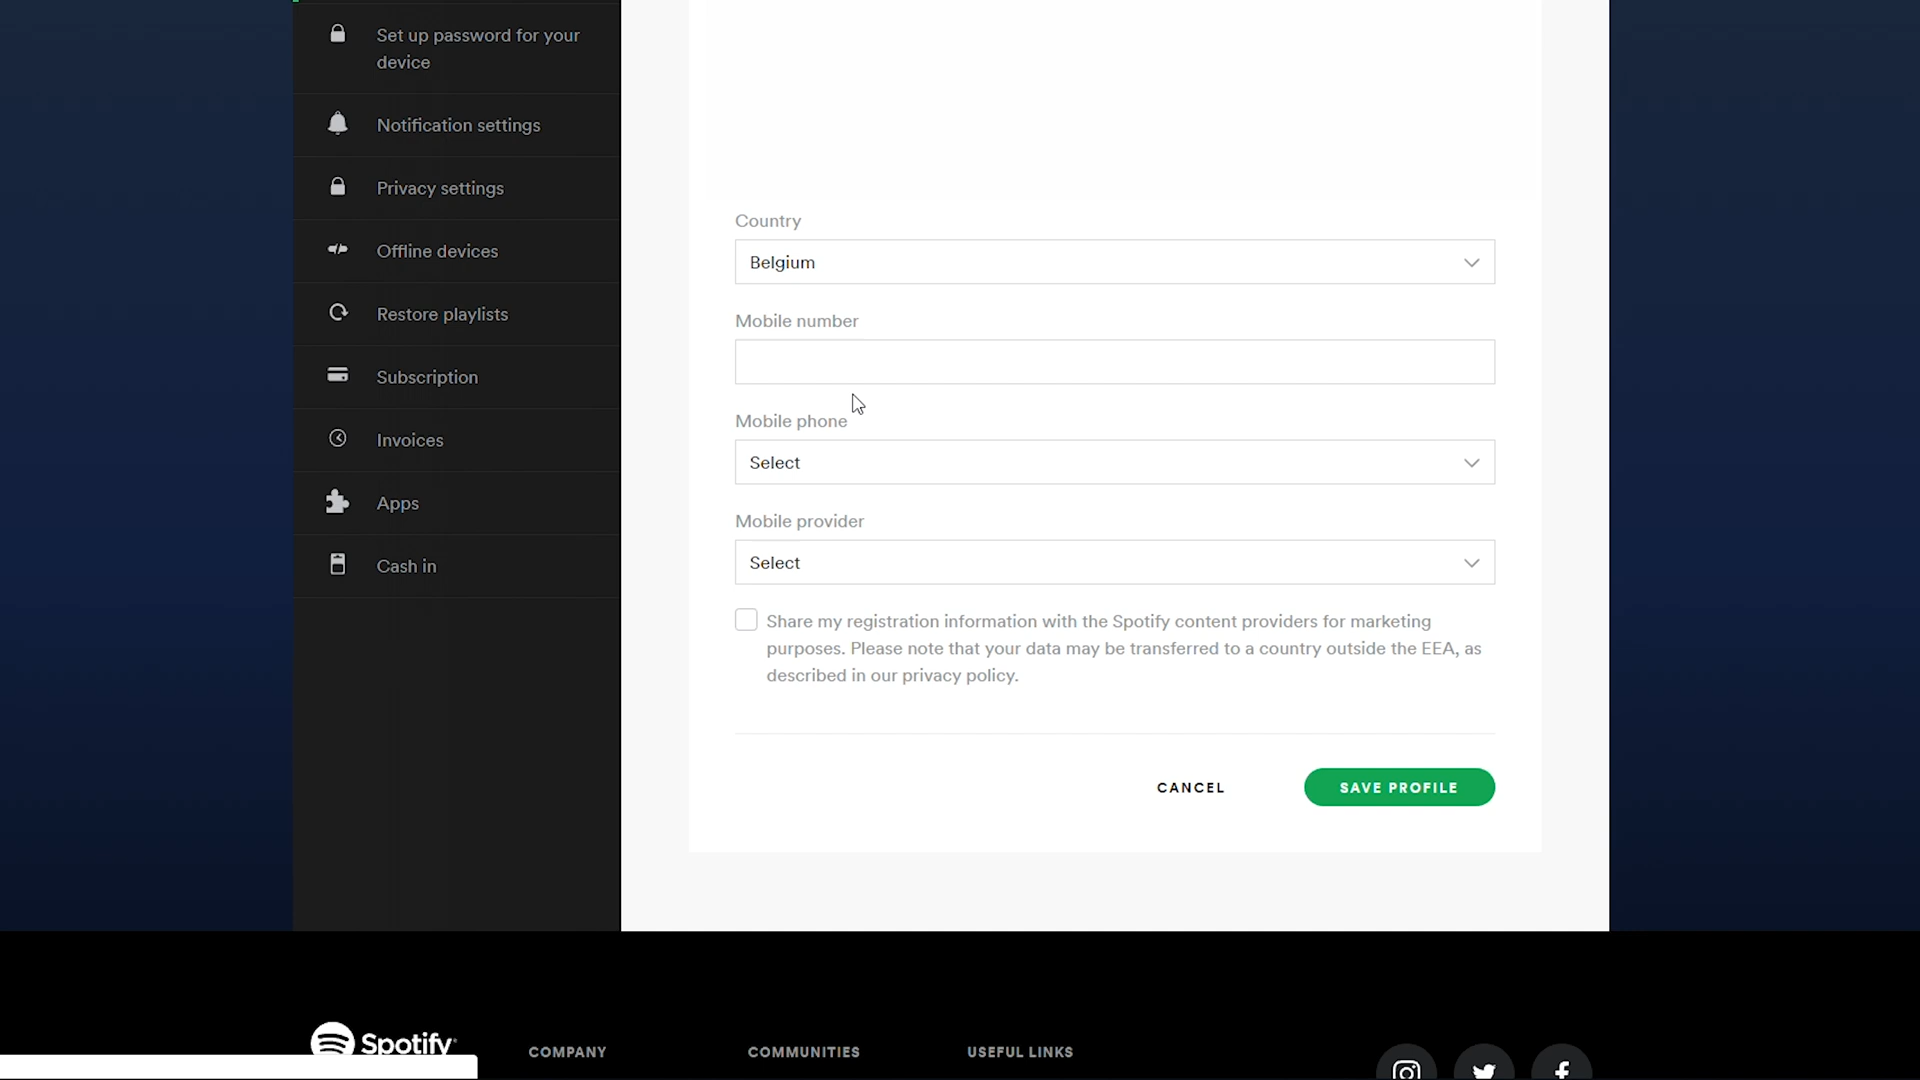 Set up password for your
device
Notification settings
Privacy settings
Offline devices
Restore playlists
Subscription
Invoices
Apps
Cash in
Country
Belgium
Mobile number
Mobile phone
Select
Mobile provider
Select
Share my registration information with the Spotify content providers for marketing
purposes. Please note that your data may be transferred to a country outside the EEA, as
described in our privacy policy.
CANCEL
SAVE PROFILE
Spotify
COMPANY
COMMUNITIES
USEFUL LINKS